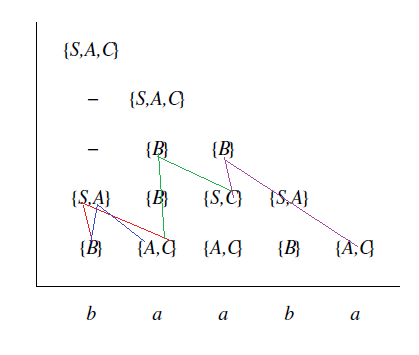 {S,A,C}
– {S,A,C}
– {B} {B}
{S,A} {B} {S,C} {S,A}
{B} {A,C} {A,C} {B} {A,C}
b a a b a